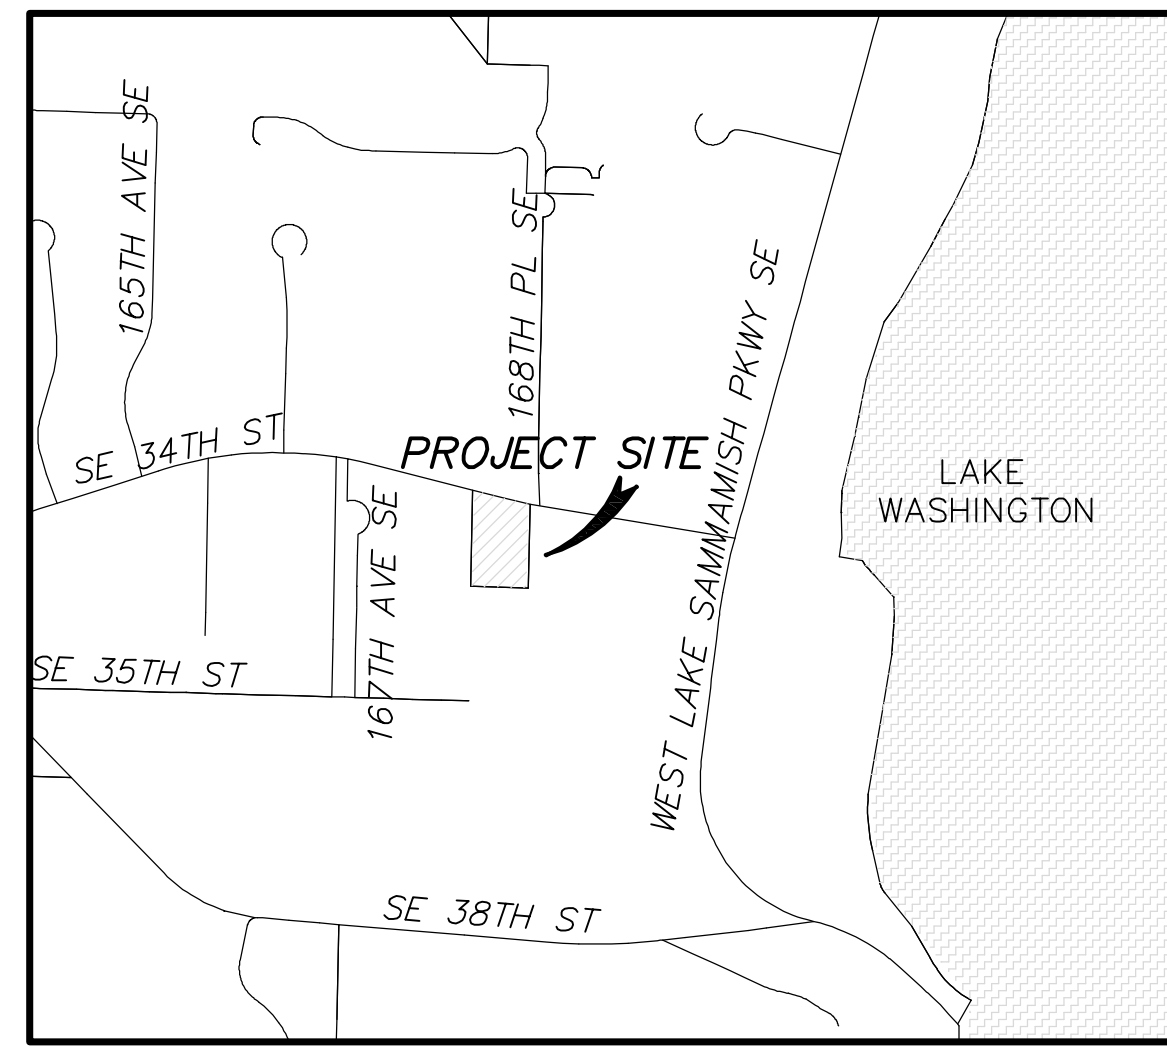 165TH AVE SE
168TH PL SE
WEST LAKE SAMMAMISH PKWY SE
SE 34TH ST
PROJECT SITE
LAKE
WASHINGTON
167TH AVE SE
SE 35TH ST
SE 38TH ST